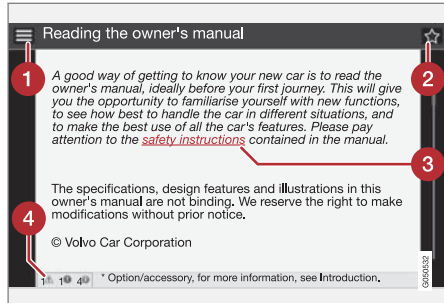 Reading the owner's manual
1
2
A good way of getting to know your new car is to read the
owner's manual, ideally before your first journey. This will give
you the opportunity to familiarise yourself with new functions,
to see how best to handle the car in different situations, and
to make the best use of all the car's features. Please pay
attention to the safety instructions contained in the manual.
3
The specifications, design features and illustrations in this
owner's manual are not binding. We reserve the right to make
modifications without prior notice.
4
© Volvo Car Corporation
1 1 4 * Option/accessory, for more information, see Introduction.
G050532